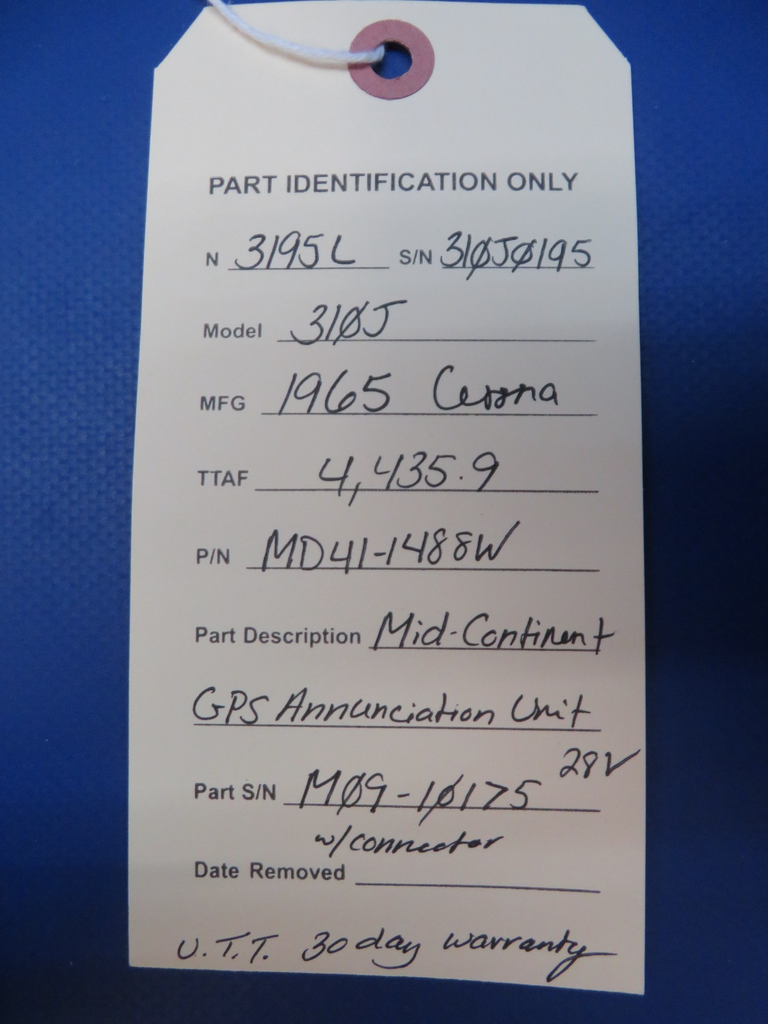 PART IDENTIFICATION ONLY
N 3195L S/N 310J0195
Model 310J
MFG 1965 Cessna
TTAF 4,435.9
P/N MD41-1488W
Part Description Mid-Continent
GPS Annunciation Unit
28V
Part S/N M09-10175
w/connector
Date Removed
U.T.T. 30 day warranty